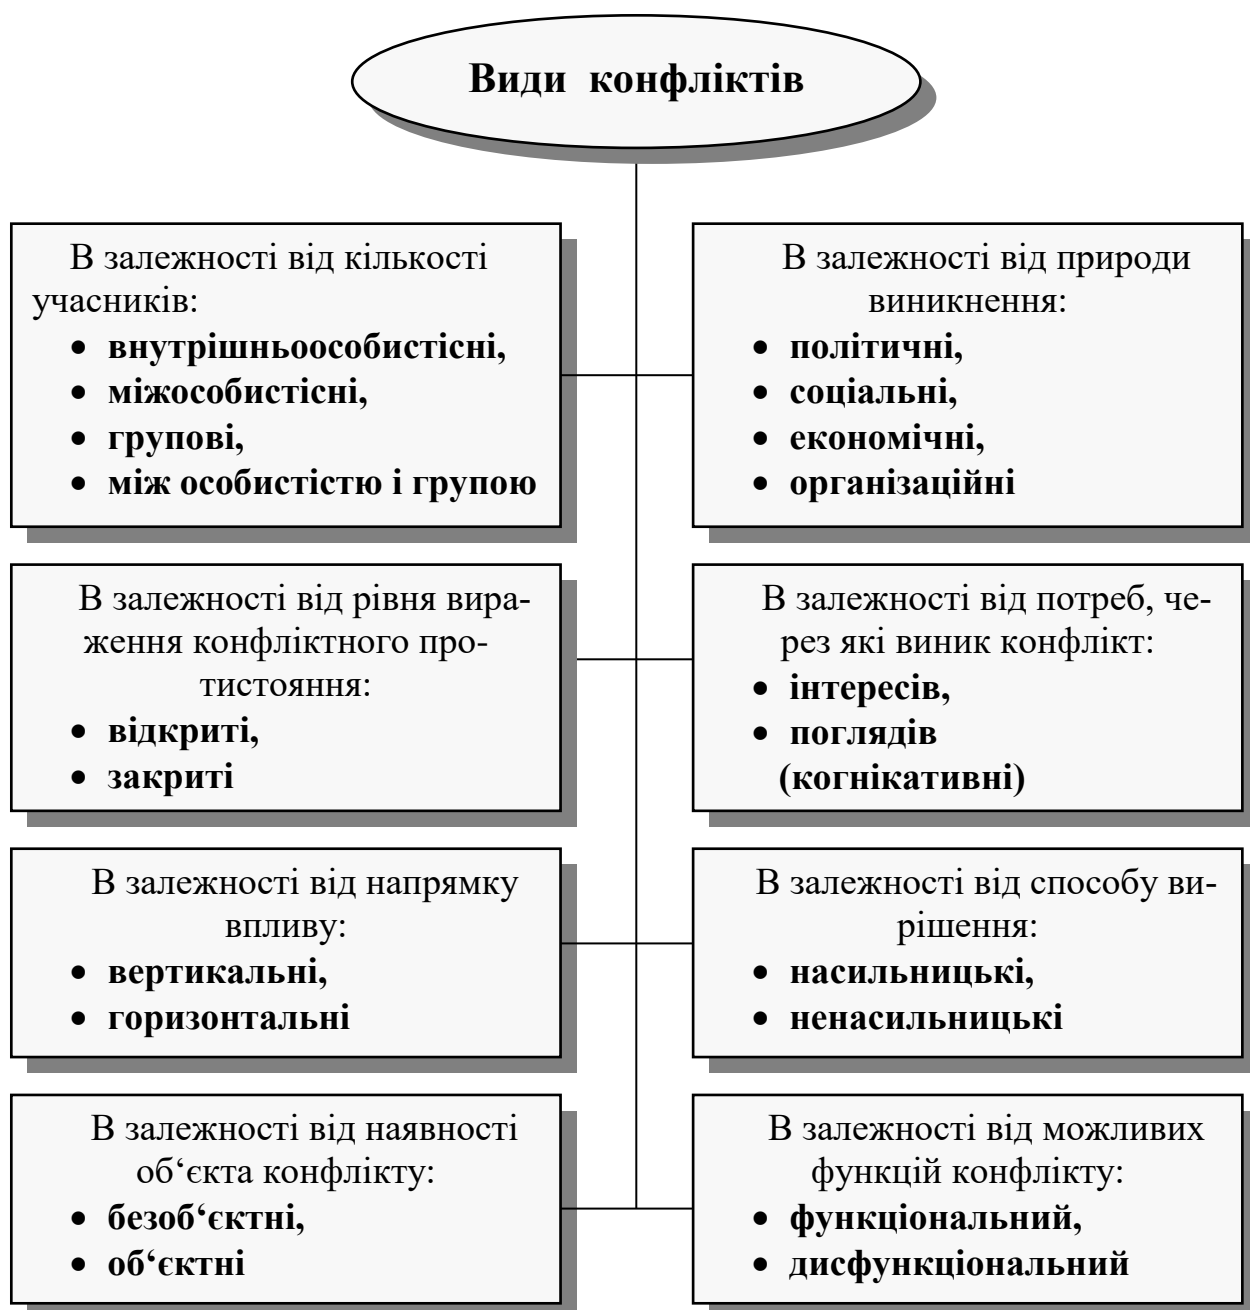 Види конфліктів
В залежності від кількості
учасників:
• внутрішньоособистісні,
• міжособистісні,
• групові,
• між особистістю і групою
В залежності від природи
виникнення:
• політичні,
• соціальні,
• економічні,
• організаційні
В залежності від рівня вира-
ження конфліктного про-
тистояння:
• відкриті,
• закриті
В залежності від потреб, че-
рез які виник конфлікт:
• інтересів,
• поглядів
(когнікативні)
В залежності від напрямку
впливу:
• вертикальні,
• горизонтальні
В залежності від способу ви-
рішення:
• насильницькі,
• ненасильницькі
В залежності від наявності
об‘єкта конфлікту:
• безоб‘єктні,
• об‘єктні
В залежності від можливих
функцій конфлікту:
• функціональний,
• дисфункціональний